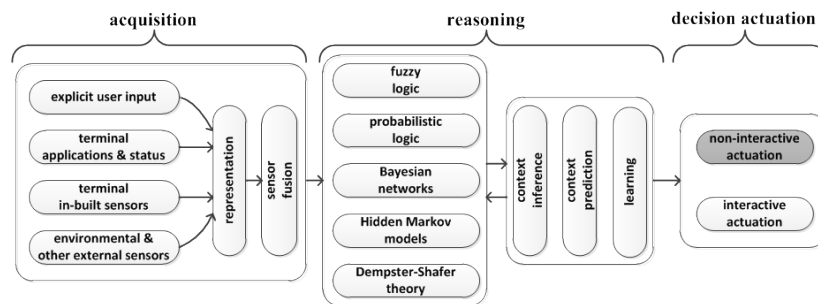 acquisition
reasoning
decision actuation
explicit user input
terminal
applications & status
terminal
in-built sensors
environmental &
other external sensors
representation
sensor
fusion
fuzzy
logic
probabilistic
logic
Bayesian
networks
Hidden Markov
models
Dempster-Shafer
theory
context
inference
context
prediction
learning
non-interactive
actuation
interactive
actuation